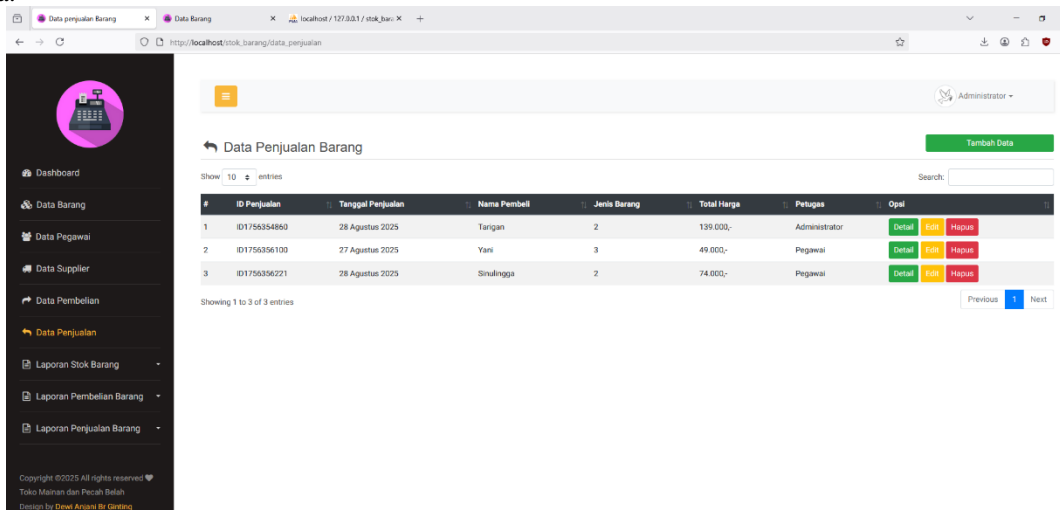 Data penjualan Barang
Data Barang
localhost / 127.0.0.1 / stok_bara
http://localhost/stok_barang/data_penjualan
Administrator
Data Penjualan Barang
Tambah Data
Show 10 entries
Search:
# ID Penjualan Tanggal Penjualan Nama Pembeli Jenis Barang Total Harga Petugas Opsi
1 ID1756354860 28 Agustus 2025 Tarigan 2 139.000,- Administrator Detail Edit Hapus
2 ID1756356100 27 Agustus 2025 Yani 3 49.000,- Pegawai Detail Edit Hapus
3 ID1756356221 28 Agustus 2025 Sinulingga 2 74.000,- Pegawai Detail Edit Hapus
Showing 1 to 3 of 3 entries
Previous 1 Next
Dashboard
Data Barang
Data Pegawai
Data Supplier
Data Pembelian
Data Penjualan
Laporan Stok Barang
Laporan Pembelian Barang
Laporan Penjualan Barang
Copyright ©2025 All rights reserved
Toko Mainan dan Pecah Belah
Design by Dewi Anjani Br Ginting